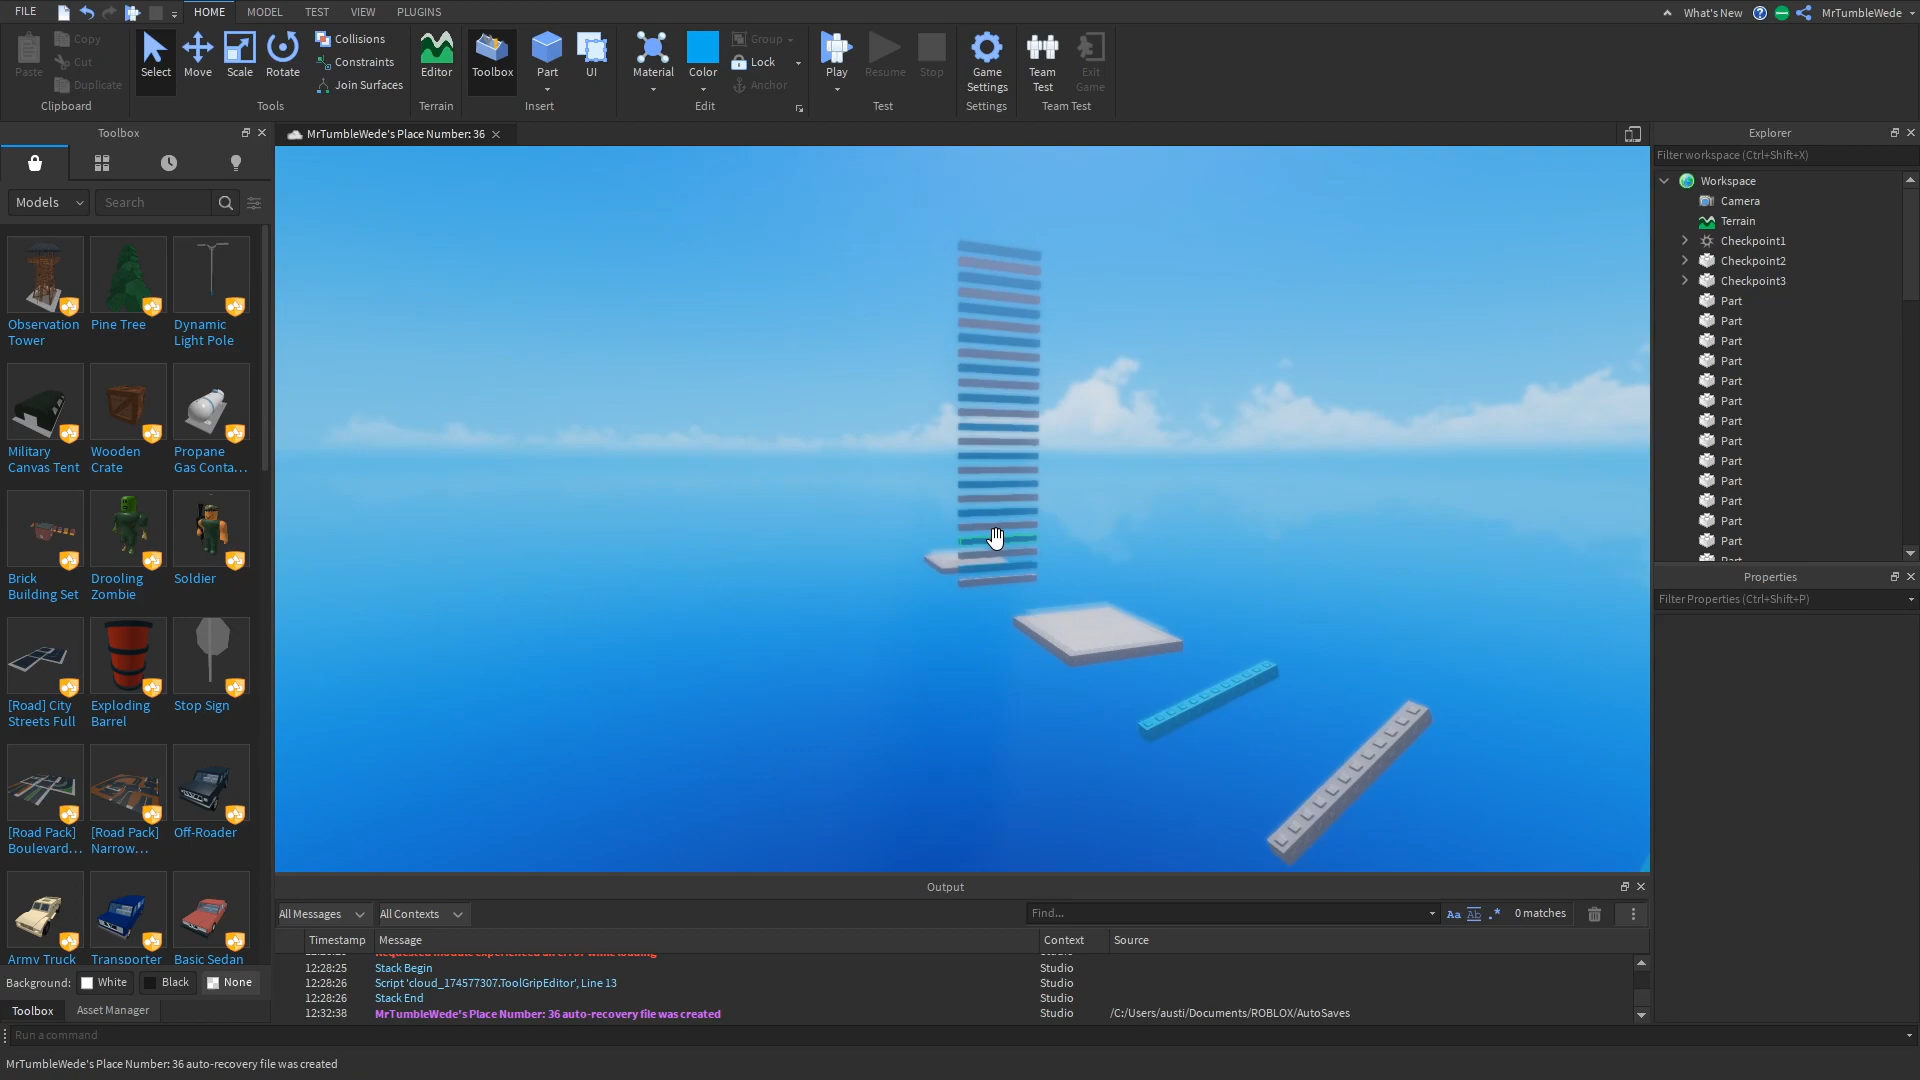 FILE HOME MODEL TEST VIEW PLUGINS What's New MrTumbleWede
Paste Copy Cut Duplicate Clipboard
Select Move Scale Rotate Collisions Constraints Join Surfaces Tools
Editor Terrain
Toolbox Part UI Insert
Material Color Group Lock Anchor Edit
Play Resume Stop Test
Game Settings Settings
Team Test Exit Game Team Test
Toolbox
Models Search
Observation Tower
Pine Tree
Dynamic Light Pole
Military Canvas Tent
Wooden Crate
Propane Gas Conta...
Brick Building Set
Drooling Zombie
Soldier
[Road] City Streets Full
Exploding Barrel
Stop Sign
[Road Pack] Boulevard...
[Road Pack] Narrow...
Off-Roader
Army Truck
Transporter
Basic Sedan
Background: White Black None
Toolbox Asset Manager
MrTumbleWede's Place Number: 36
Explorer
Filter workspace (Ctrl+Shift+X)
Workspace
Camera
Terrain
Checkpoint1
Checkpoint2
Checkpoint3
Part
Part
Part
Part
Part
Part
Part
Part
Part
Part
Part
Part
Part
Part
Properties
Filter Properties (Ctrl+Shift+P)
Output
All Messages All Contexts Find... Aa Ab .* 0 matches
Timestamp Message Context Source
Requested module experienced an error while loading
12:28:25 Stack Begin Studio
12:28:26 Script 'cloud_174577307.ToolGripEditor', Line 13 Studio
12:28:26 Stack End Studio
12:32:38 MrTumbleWede's Place Number: 36 auto-recovery file was created Studio /C:/Users/austi/Documents/ROBLOX/AutoSaves
Run a command
MrTumbleWede's Place Number: 36 auto-recovery file was created